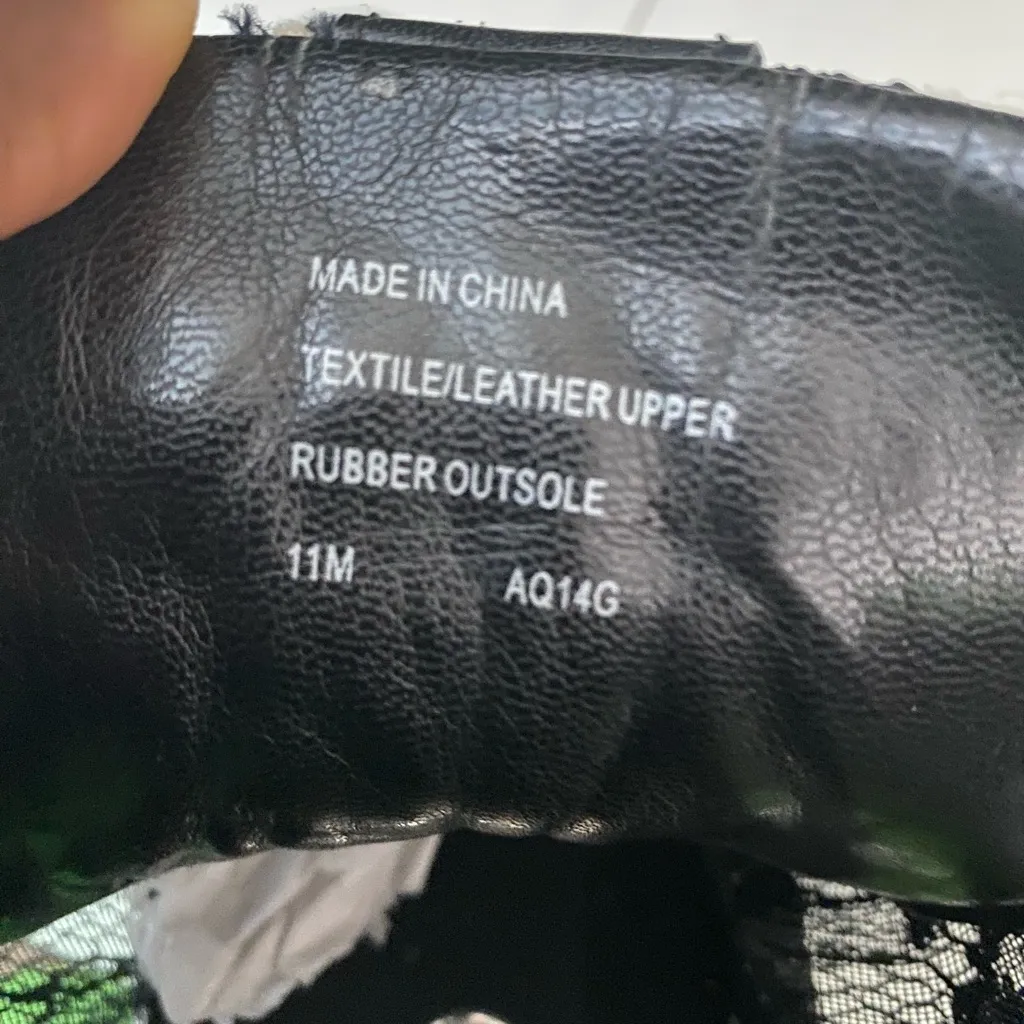 MADE IN CHINA
TEXTILE/LEATHER UPPER
RUBBER OUTSOLE
11M AQ14G